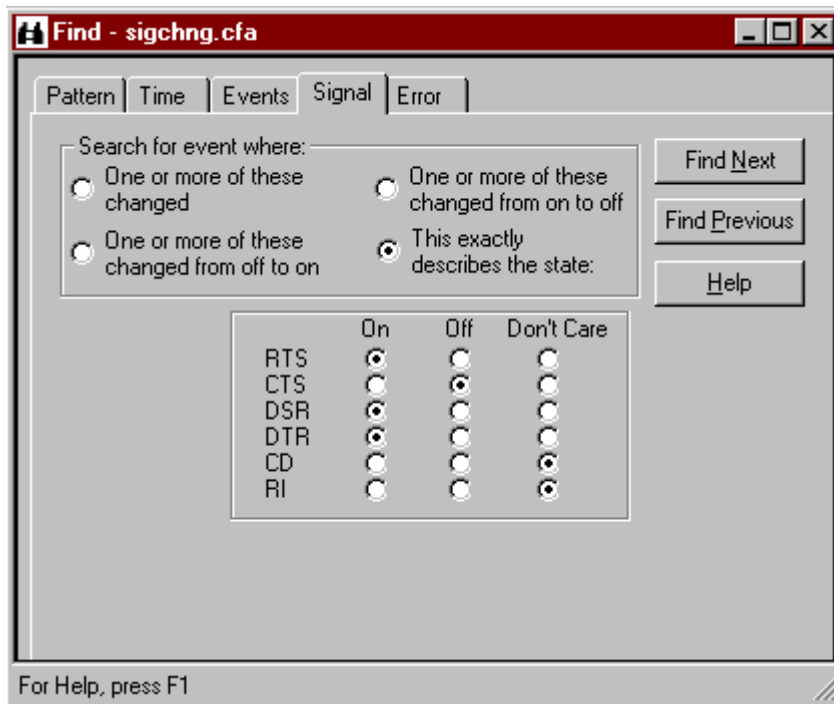 Find - sigchng.cfa
Pattern Time Events Signal Error
Search for event where:
One or more of these
changed
One or more of these
changed from on to off
One or more of these
changed from off to on
This exactly
describes the state:
Find Next
Find Previous
Help
On Off Don't Care
RTS
CTS
DSR
DTR
CD
RI
For Help, press F1